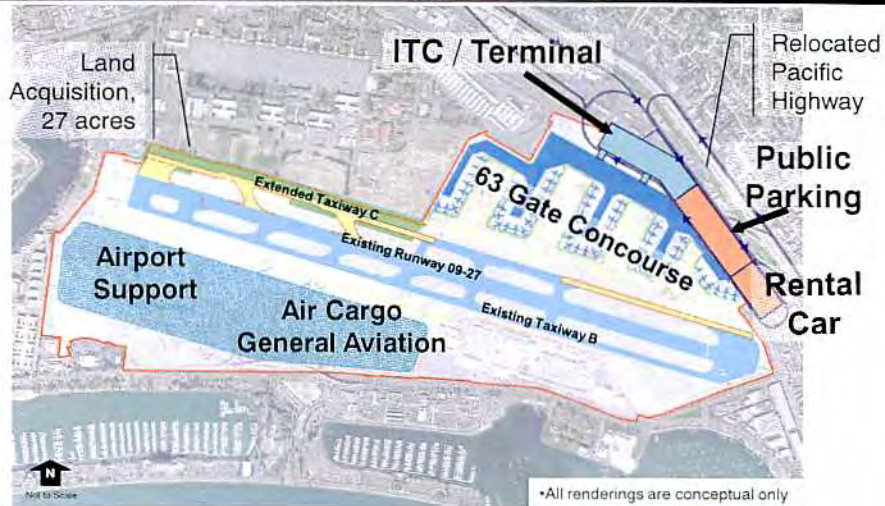 ITC / Terminal
Land
Acquisition,
27 acres
Relocated
Pacific
Highway
Public
Parking
63 Gate Concourse
Extended Taxiway C
Existing Runway 09-27
Existing Taxiway B
Airport
Support
Air Cargo
General Aviation
Rental
Car
N
Not to Scale
•All renderings are conceptual only